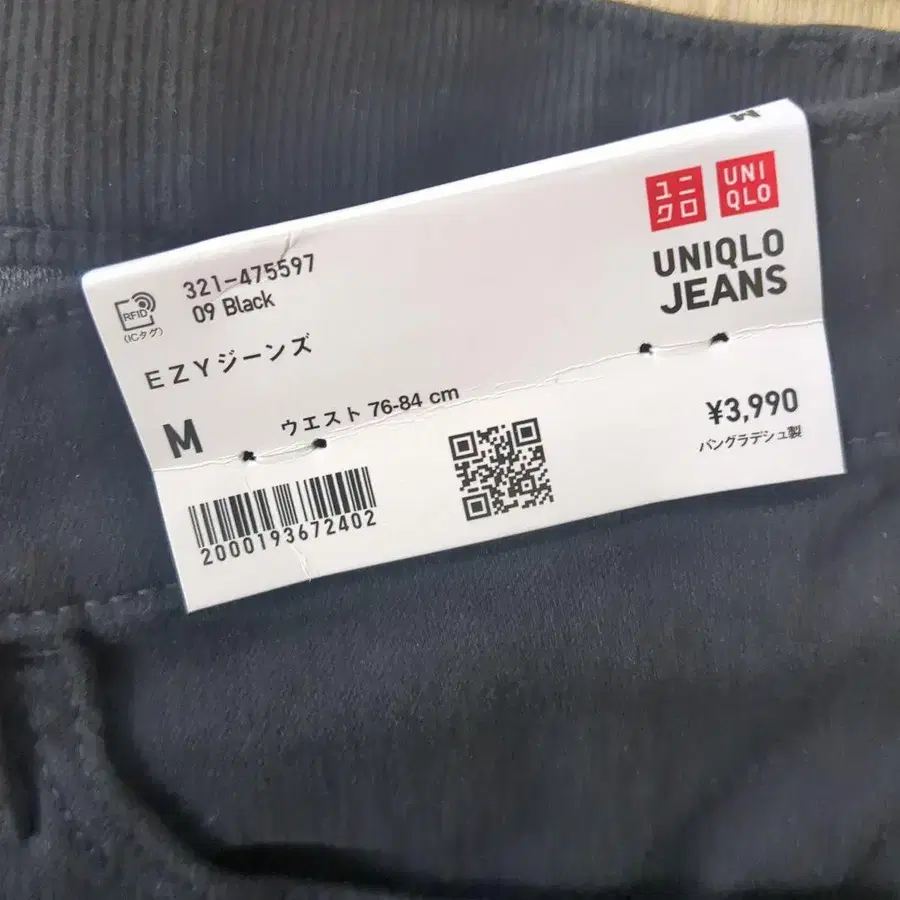 M
ユニ
クロ
UNI
QLO
UNIQLO
JEANS
321-475597
09 Black
RFID
(ICタグ)
EZYジーンズ
M
ウエスト 76-84 cm
¥3,990
バングラデシュ製
2000193672402